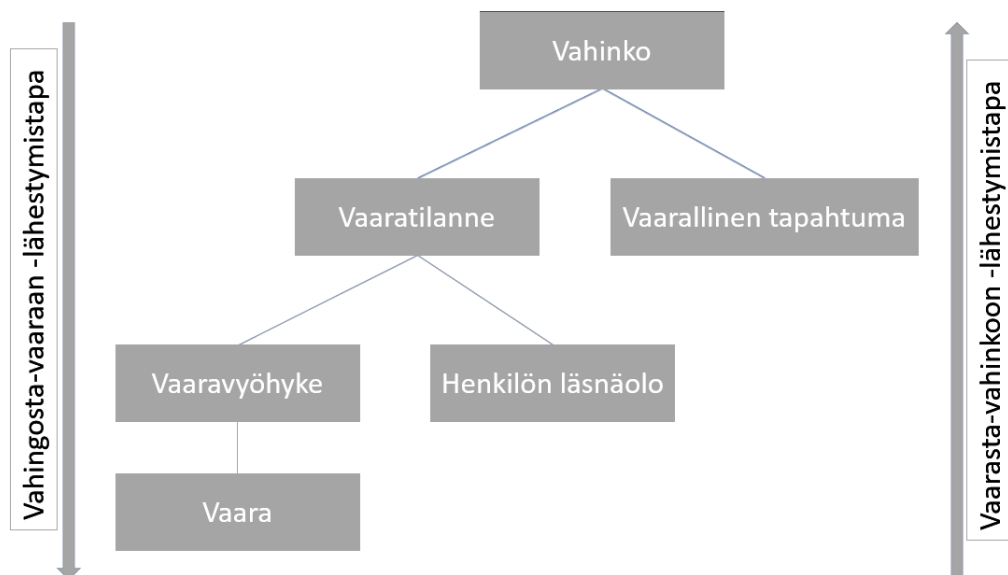 Vahingosta-vaaraan -lähestymistapa
Vahinko
Vaaratilanne
Vaarallinen tapahtuma
Vaaravyöhyke
Henkilön läsnäolo
Vaara
Vaarasta-vahinkoon -lähestymistapa